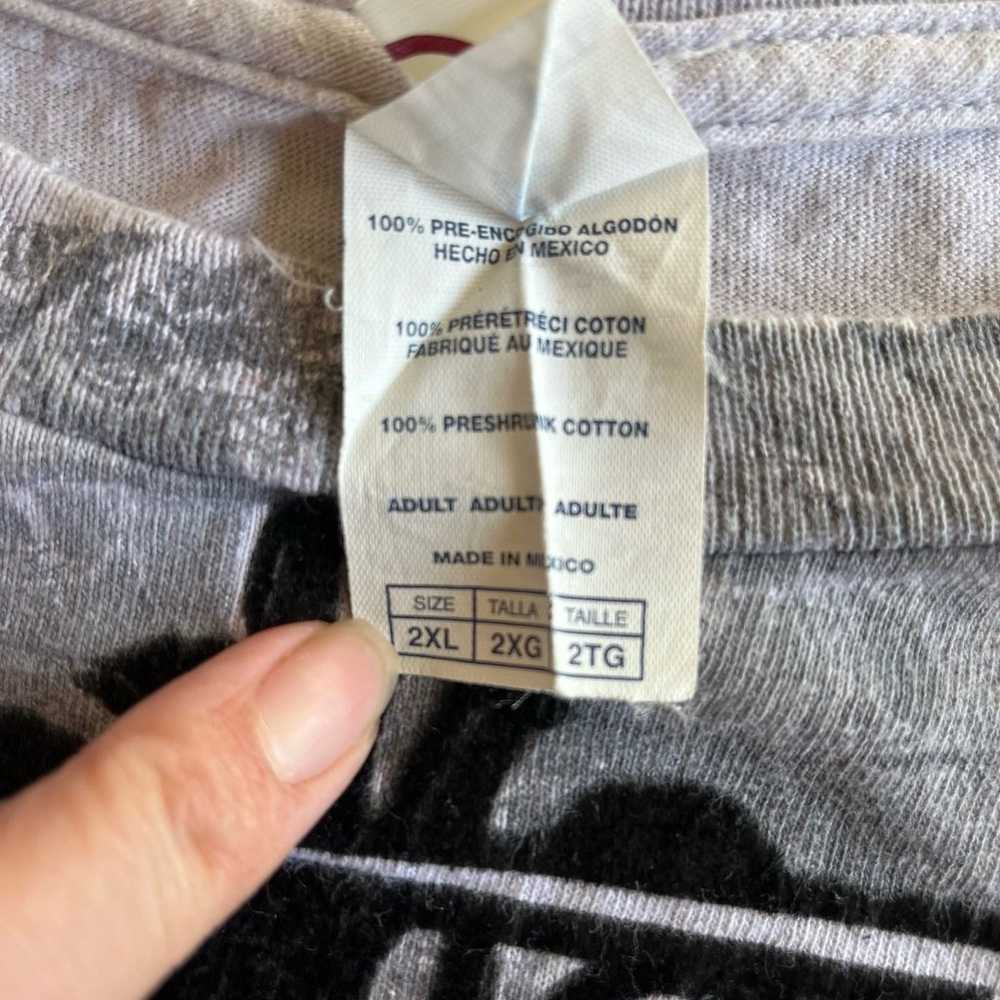 100% PRE-ENCOGIDO ALGODÓN
HECHO EN MEXICO
100% PRÉRÉTRÉCI COTON
FABRIQUÉ AU MEXIQUE
100% PRESHRUNK COTTON
ADULT ADULTO ADULTE
MADE IN MEXICO
SIZE TALLA TAILLE
2XL 2XG 2TG